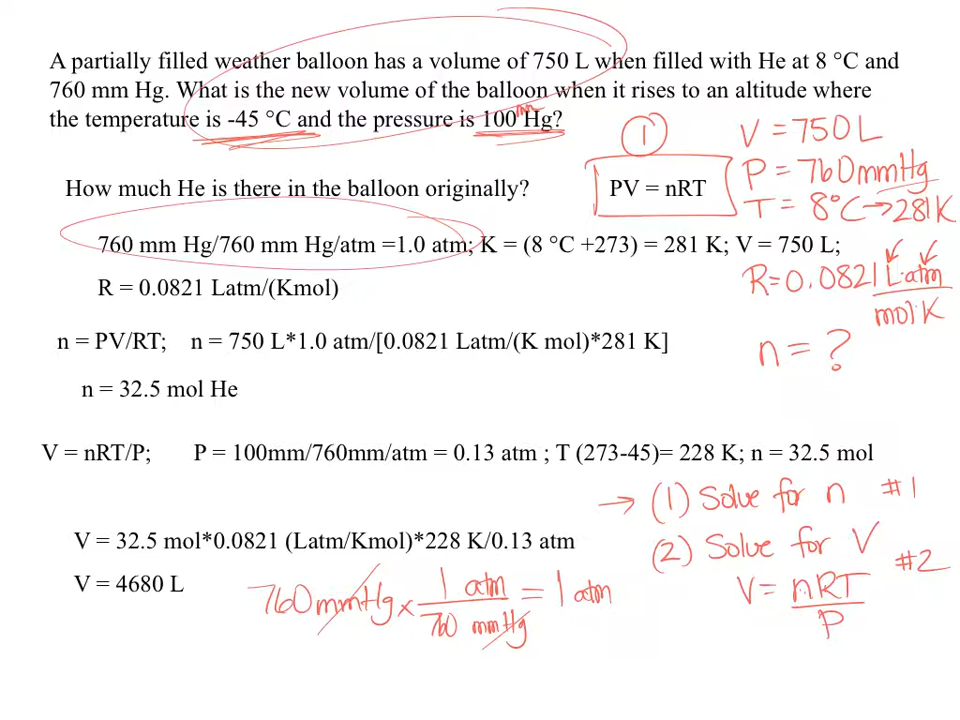 A partially filled weather balloon has a volume of 750 L when filled with He at 8 °C and
760 mm Hg. What is the new volume of the balloon when it rises to an altitude where
the temperature is -45 °C and the pressure is 100 mm Hg?
① V = 750 L
How much He is there in the balloon originally? PV = nRT P = 760 mmHg
T = 8°C → 281 K
760 mm Hg/760 mm Hg/atm =1.0 atm; K = (8 °C +273) = 281 K; V = 750 L;
R = 0.0821 Latm/(Kmol)
R = 0.0821 L·atm
mol·K
n = PV/RT; n = 750 L*1.0 atm/[0.0821 Latm/(K mol)*281 K]
n = ?
n = 32.5 mol He
V = nRT/P; P = 100mm/760mm/atm = 0.13 atm ; T (273-45)= 228 K; n = 32.5 mol
→ (1) Solve for n #1
V = 32.5 mol*0.0821 (Latm/Kmol)*228 K/0.13 atm
(2) Solve for V #2
V = 4680 L
760 mmHg × 1 atm = 1 atm
760 mmHg
V = nRT
P